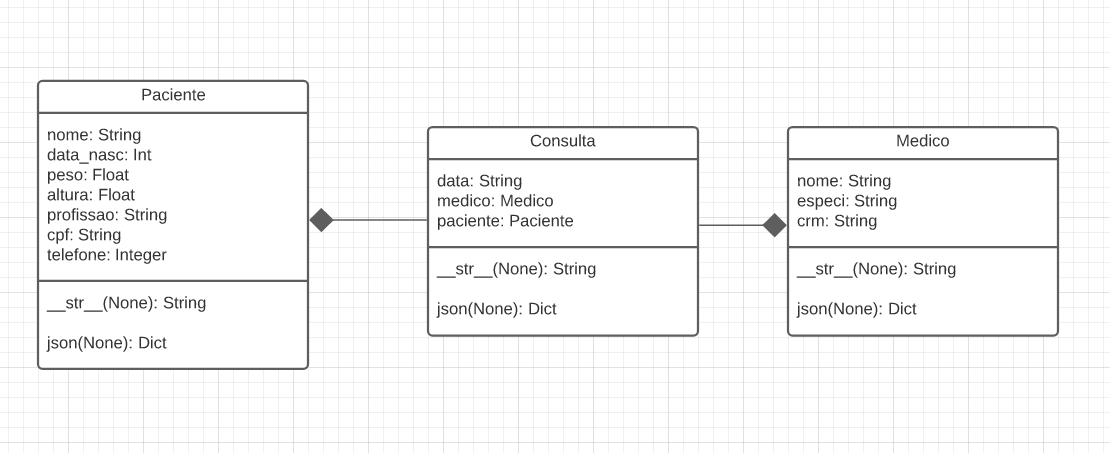 Paciente
nome: String
data_nasc: Int
peso: Float
altura: Float
profissao: String
cpf: String
telefone: Integer
__str__(None): String
json(None): Dict
Consulta
data: String
medico: Medico
paciente: Paciente
__str__(None): String
json(None): Dict
Medico
nome: String
especi: String
crm: String
__str__(None): String
json(None): Dict